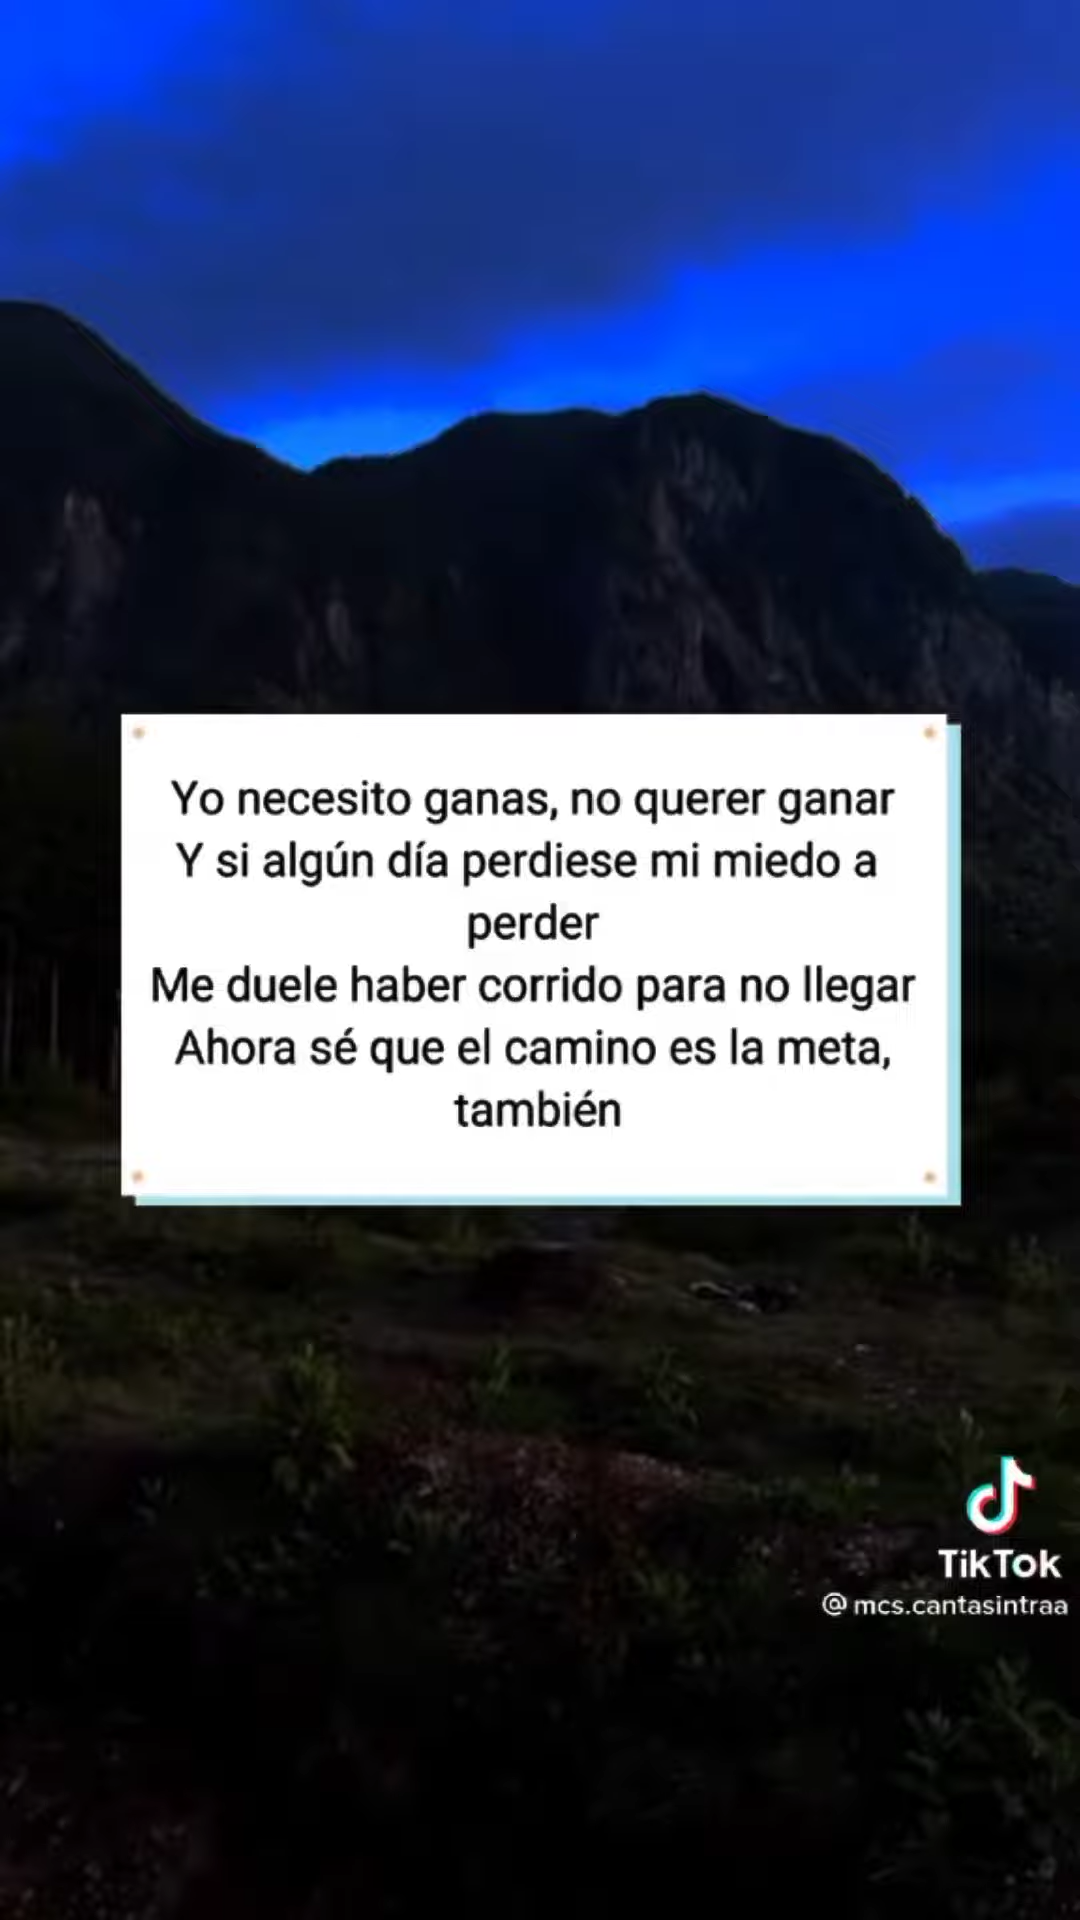 Yo necesito ganas, no querer ganar
Y si algún día perdiese mi miedo a
perder
Me duele haber corrido para no llegar
Ahora sé que el camino es la meta,
también
TikTok
@mcs.cantasintraa